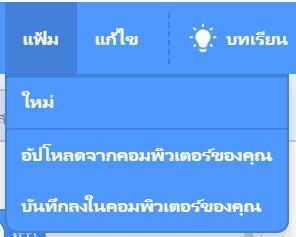 แฟ้ม แก้ไข บทเรียน
ใหม่
อัปโหลดจากคอมพิวเตอร์ของคุณ
บันทึกลงในคอมพิวเตอร์ของคุณ